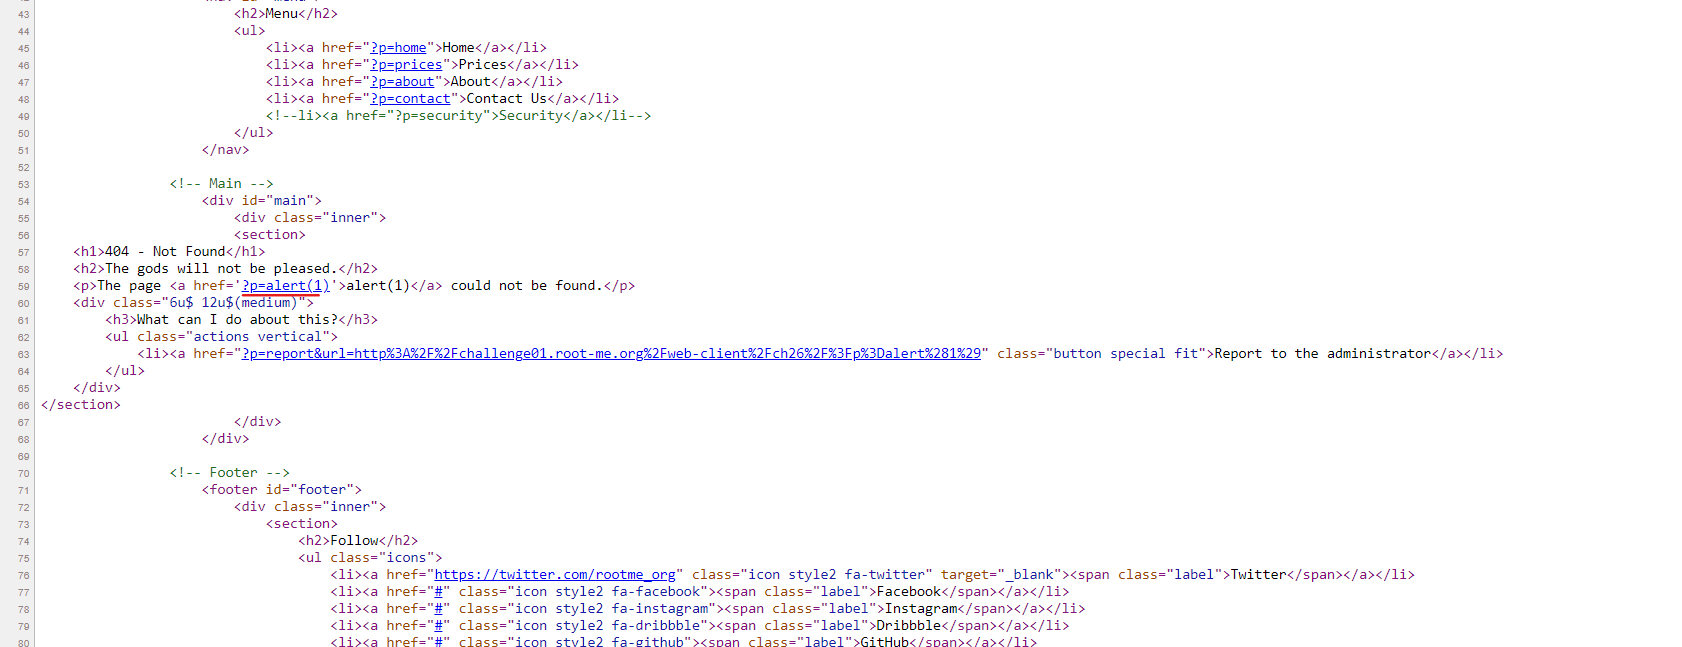 43 <h2>Menu</h2>
44 <ul>
45 <li><a href="?p=home">Home</a></li>
46 <li><a href="?p=prices">Prices</a></li>
47 <li><a href="?p=about">About</a></li>
48 <li><a href="?p=contact">Contact Us</a></li>
49 <!--li><a href="?p=security">Security</a></li-->
50 </ul>
51 </nav>
52
53 <!-- Main -->
54 <div id="main">
55 <div class="inner">
56 <section>
57 <h1>404 - Not Found</h1>
58 <h2>The gods will not be pleased.</h2>
59 <p>The page <a href='?p=alert(1)'>alert(1)</a> could not be found.</p>
60 <div class="6u$ 12u$(medium)">
61 <h3>What can I do about this?</h3>
62 <ul class="actions vertical">
63 <li><a href="?p=report&url=http%3A%2F%2Fchallenge01.root-me.org%2Fweb-client%2Fch26%2F%3Fp%3Dalert%281%29" class="button special fit">Report to the administrator</a></li>
64 </ul>
65 </div>
66 </section>
67 </div>
68 </div>
69
70 <!-- Footer -->
71 <footer id="footer">
72 <div class="inner">
73 <section>
74 <h2>Follow</h2>
75 <ul class="icons">
76 <li><a href="https://twitter.com/rootme_org" class="icon style2 fa-twitter" target="_blank"><span class="label">Twitter</span></a></li>
77 <li><a href="#" class="icon style2 fa-facebook"><span class="label">Facebook</span></a></li>
78 <li><a href="#" class="icon style2 fa-instagram"><span class="label">Instagram</span></a></li>
79 <li><a href="#" class="icon style2 fa-dribbble"><span class="label">Dribbble</span></a></li>
80 <li><a href="#" class="icon style2 fa-github"><span class="label">GitHub</span></a></li>